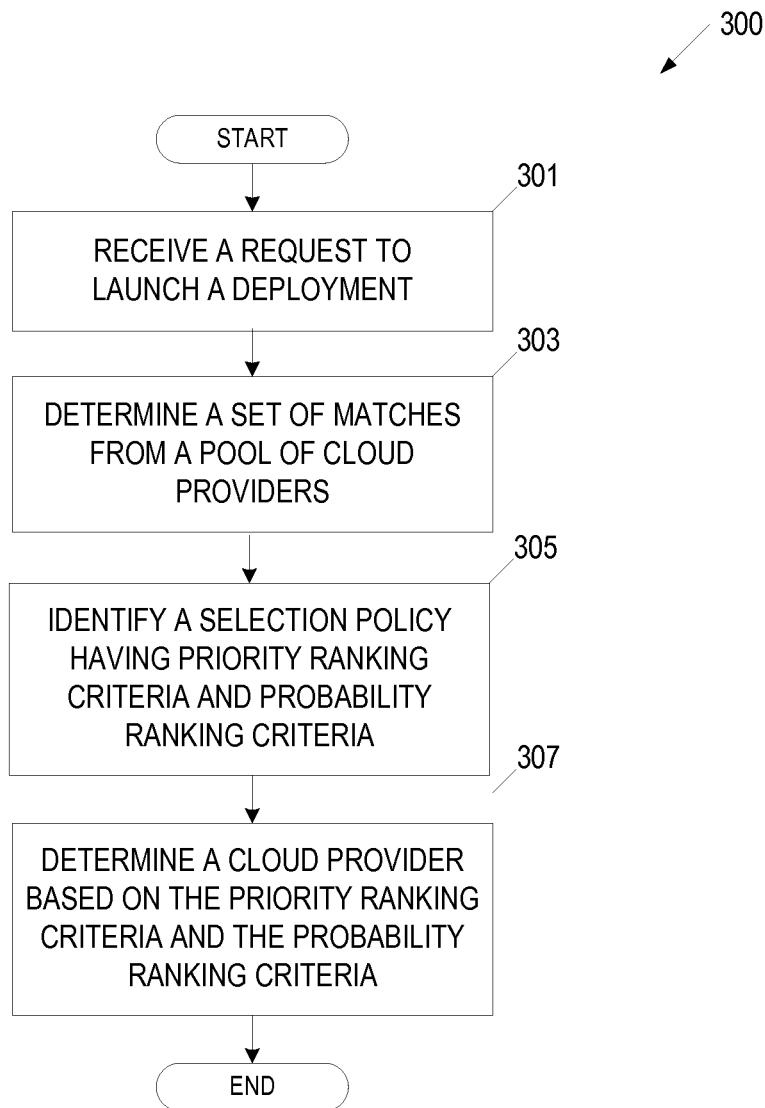 300
START
301
RECEIVE A REQUEST TO
LAUNCH A DEPLOYMENT
303
DETERMINE A SET OF MATCHES
FROM A POOL OF CLOUD
PROVIDERS
305
IDENTIFY A SELECTION POLICY
HAVING PRIORITY RANKING
CRITERIA AND PROBABILITY
RANKING CRITERIA
307
DETERMINE A CLOUD PROVIDER
BASED ON THE PRIORITY RANKING
CRITERIA AND THE PROBABILITY
RANKING CRITERIA
END